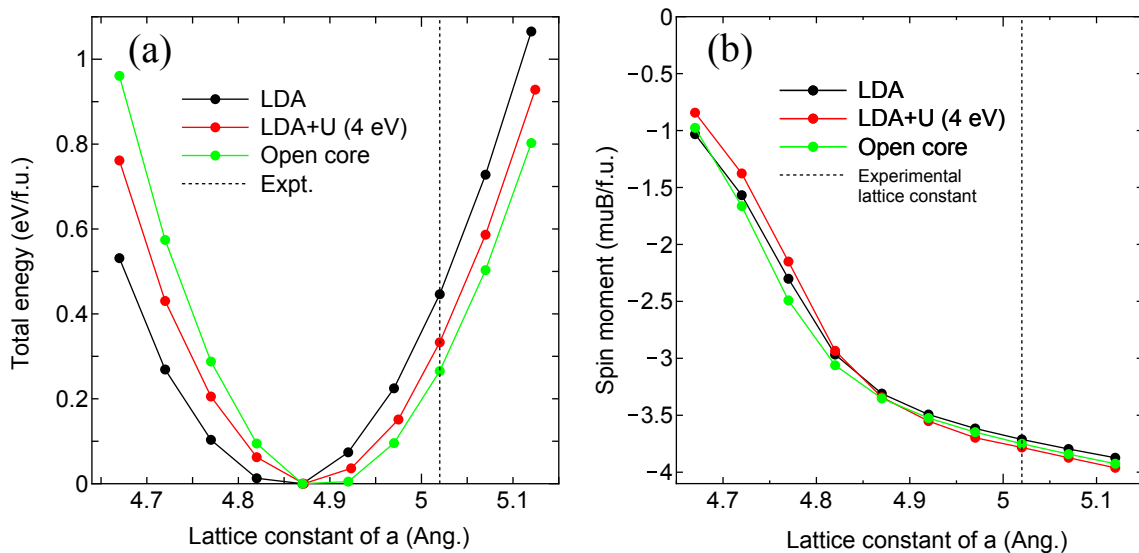 (a)
LDA
LDA+U (4 eV)
Open core
Expt.
Total enegy (eV/f.u.)
1
0.8
0.6
0.4
0.2
0
4.7
4.8
4.9
5
5.1
Lattice constant of a (Ang.)
(b)
LDA
LDA+U (4 eV)
Open core
Experimental
lattice constant
Spin moment (muB/f.u.)
0
−0.5
−1
−1.5
−2
−2.5
−3
−3.5
−4
4.7
4.8
4.9
5
5.1
Lattice constant of a (Ang.)